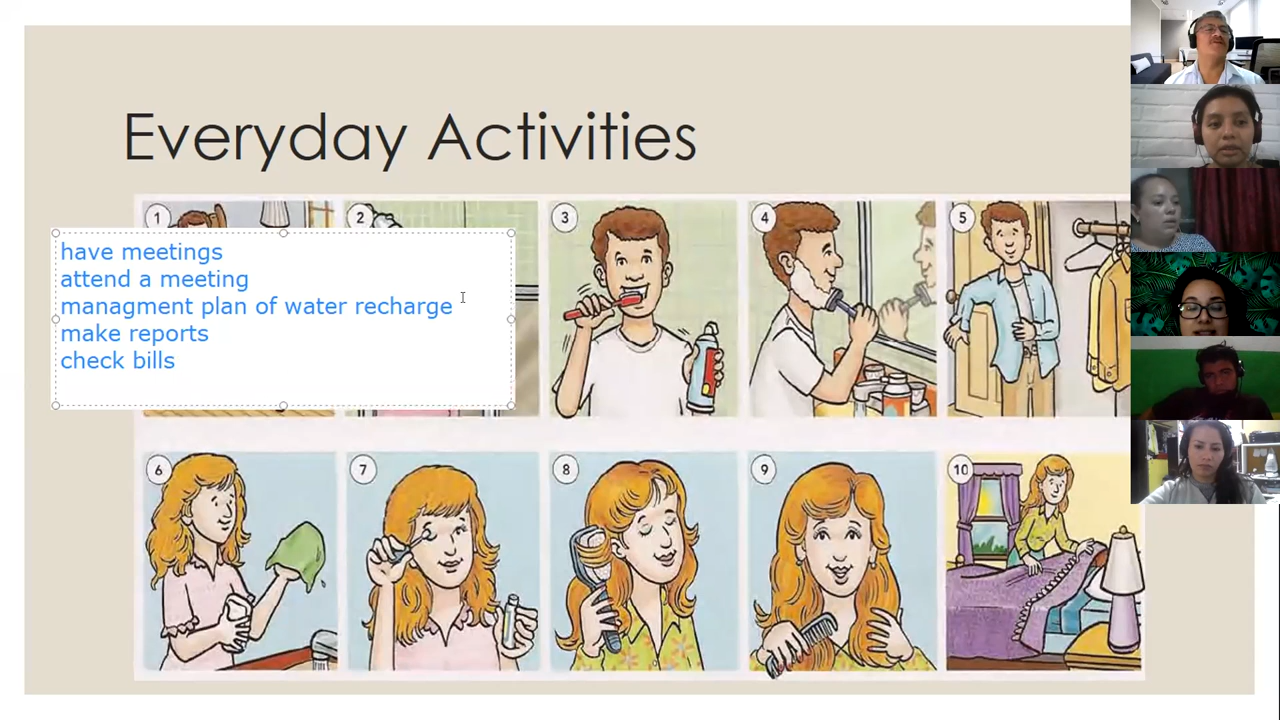 Everyday Activities
1
2
3
4
5
have meetings
attend a meeting
managment plan of water recharge
make reports
check bills
6
7
8
9
10